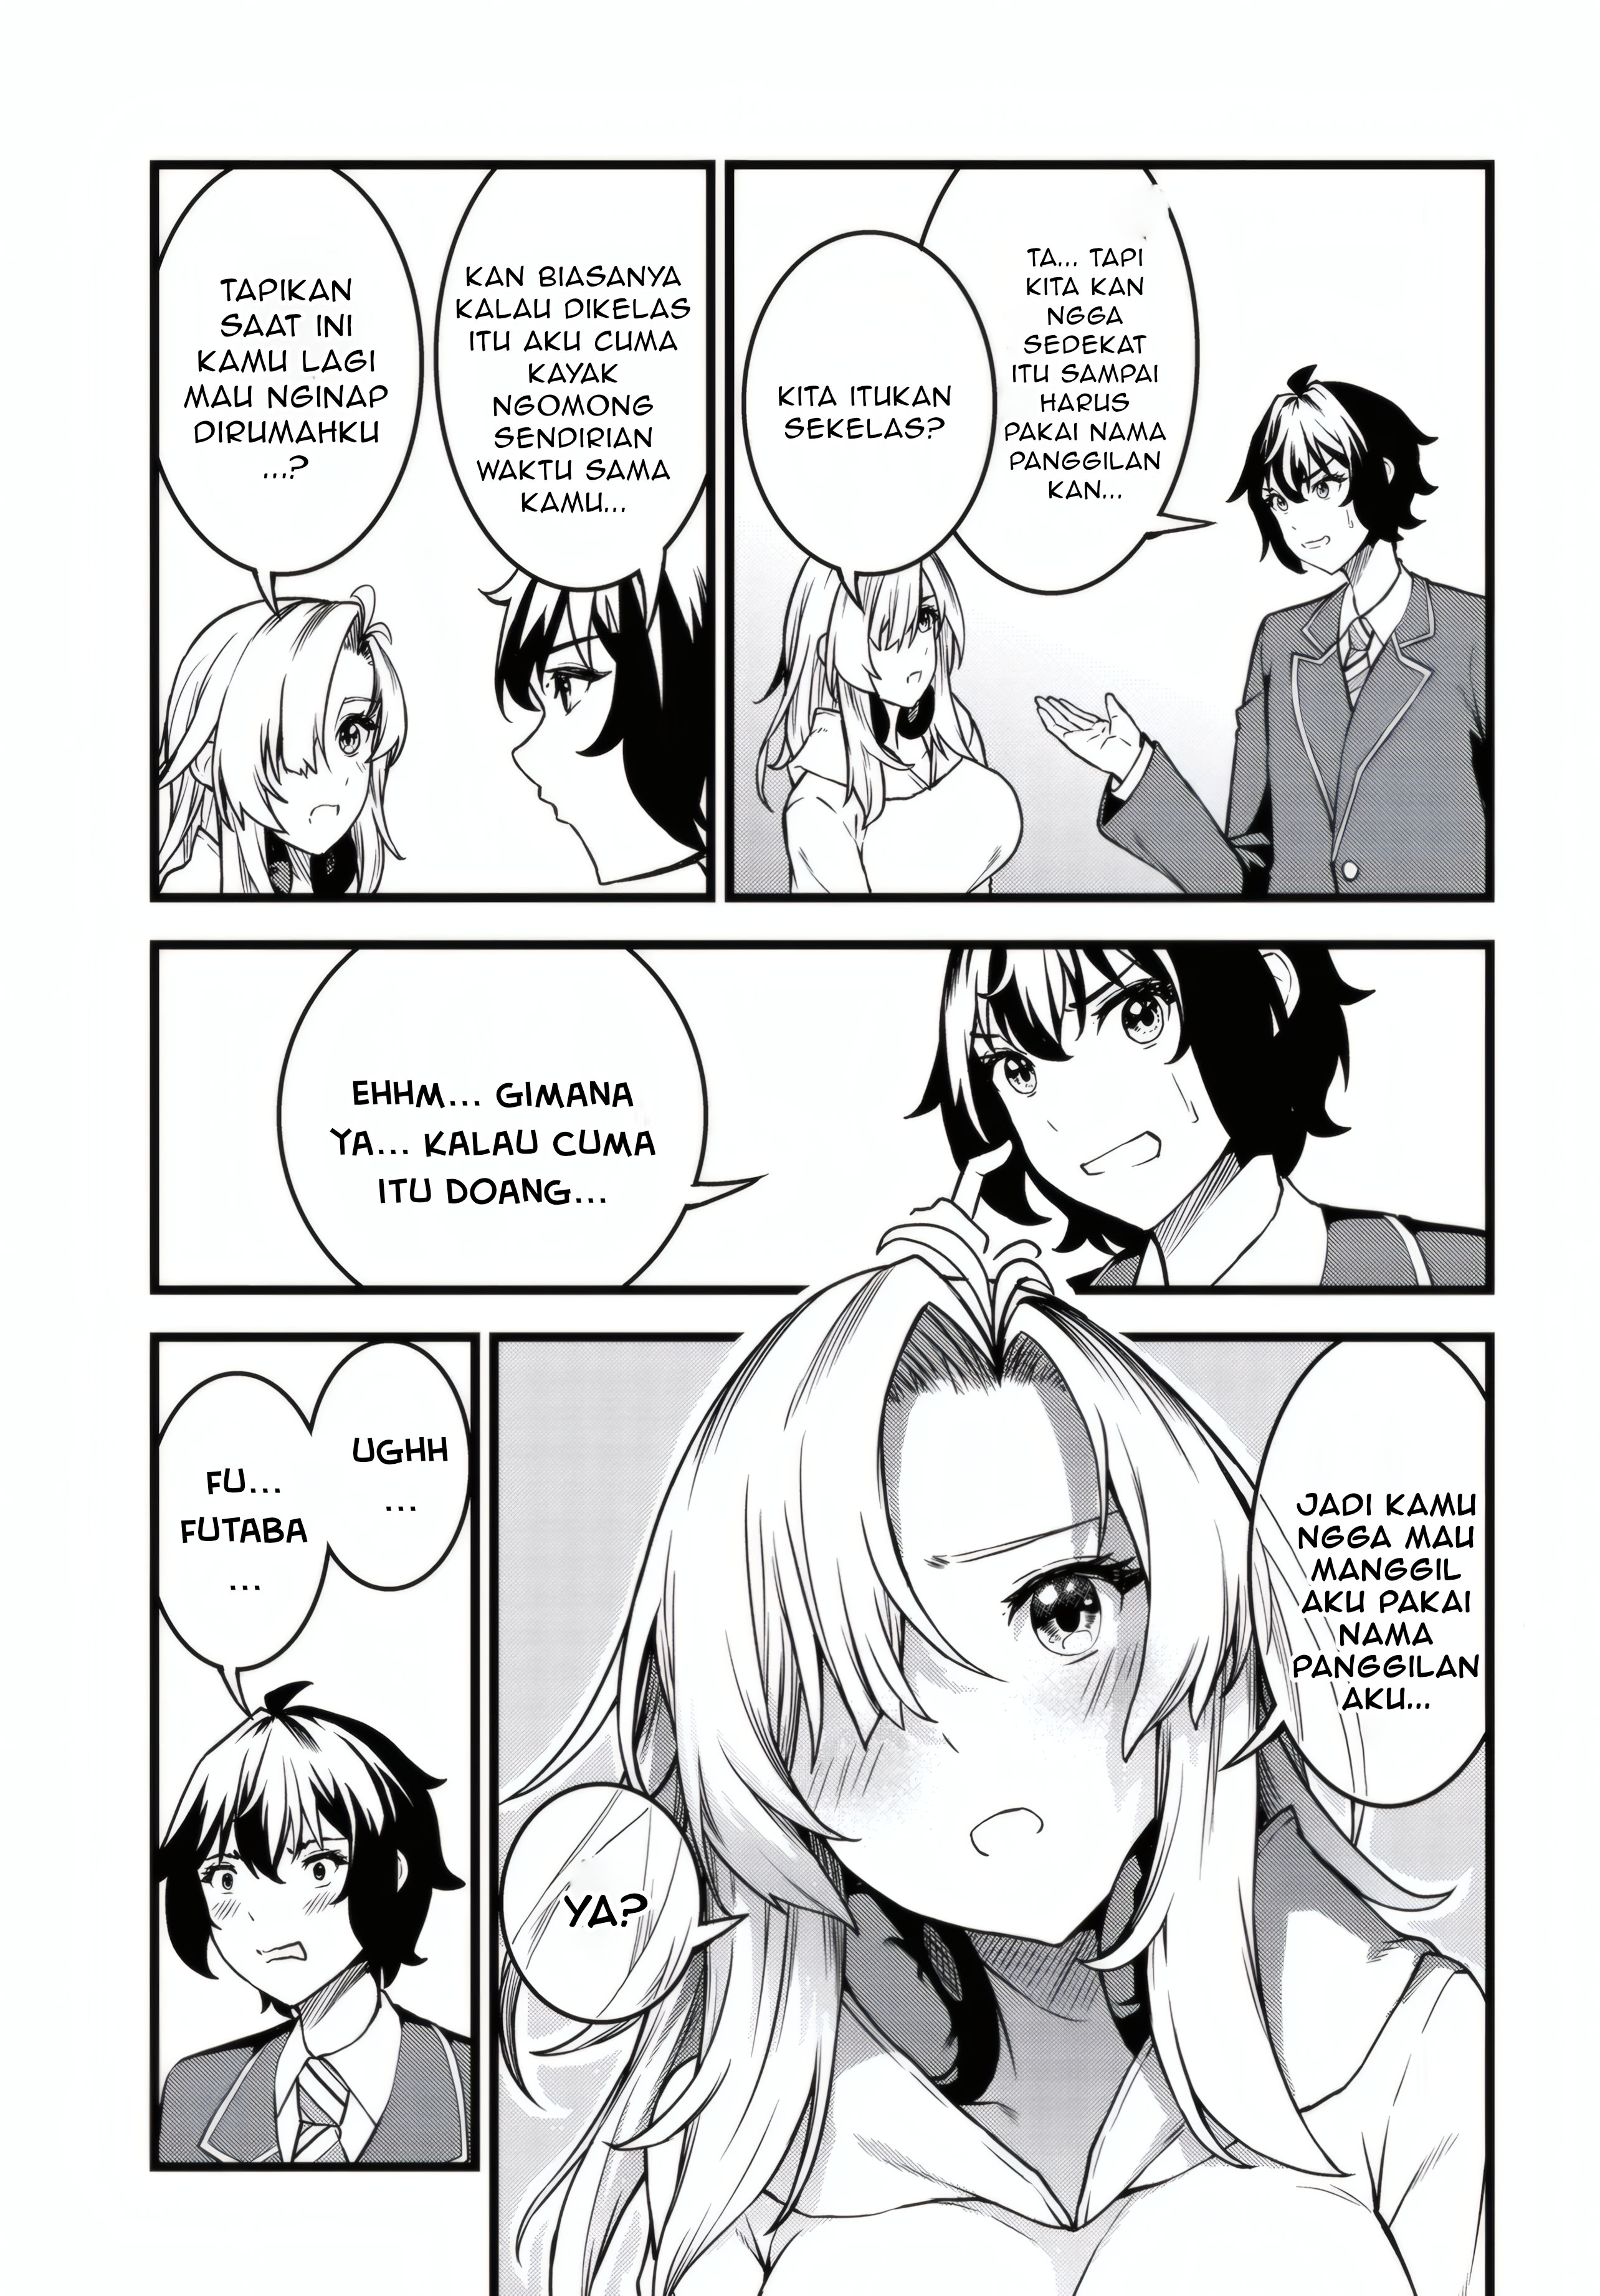 TA... TAPI
KITA KAN
NGGA
SEDEKAT
ITU SAMPAI
HARUS
PAKAI NAMA
PANGGILAN
KAN...
KITA ITUKAN
SEKELAS?
KAN BIASANYA
KALAU DIKELAS
ITU AKU CUMA
KAYAK
NGOMONG
SENDIRIAN
WAKTU SAMA
KAMU...
TAPIKAN
SAAT INI
KAMU LAGI
MAU NGINAP
DIRUMAHKU
...?
EHHM... GIMANA
YA... KALAU CUMA
ITU DOANG...
JADI KAMU
NGGA MAU
MANGGIL
AKU PAKAI
NAMA
PANGGILAN
AKU...
YA?
UGHH
...
FU...
FUTABA
...